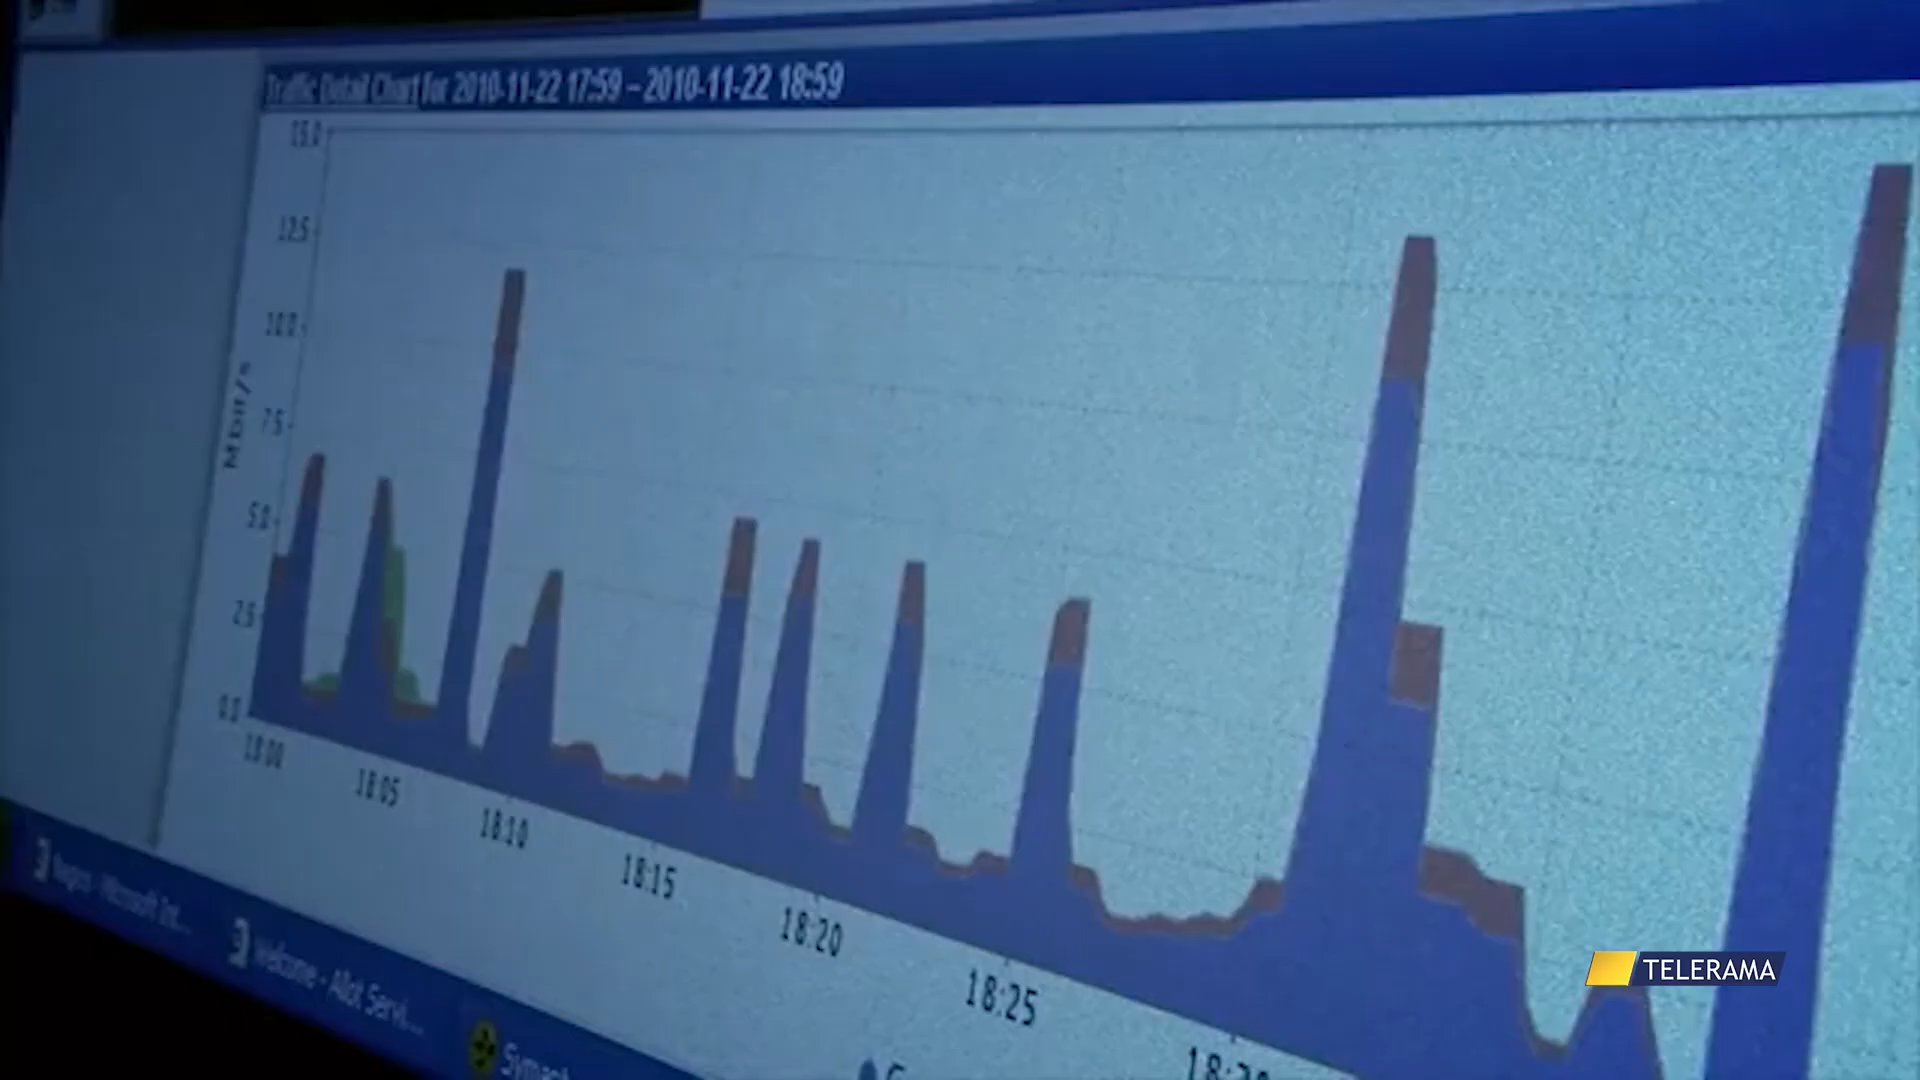 Traffic Detail Chart for 2010-11-22 17:59 – 2010-11-22 18:59
15.0
12.5
10.0
7.5
5.0
2.5
0.0
Mbit/s
18:00
18:05
18:10
18:15
18:20
18:25
Microsoft Int...
Welcome - Allot Servi...
TELERAMA